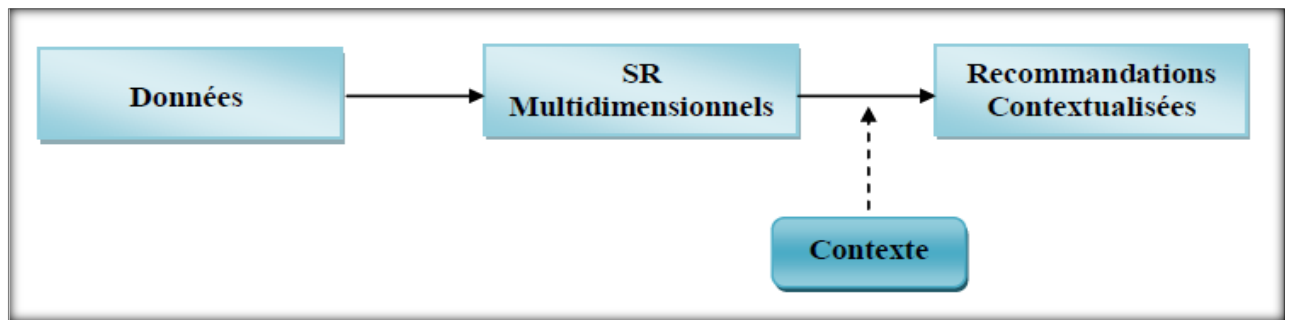 Données
SR
Multidimensionnels
Recommandations
Contextualisées
Contexte